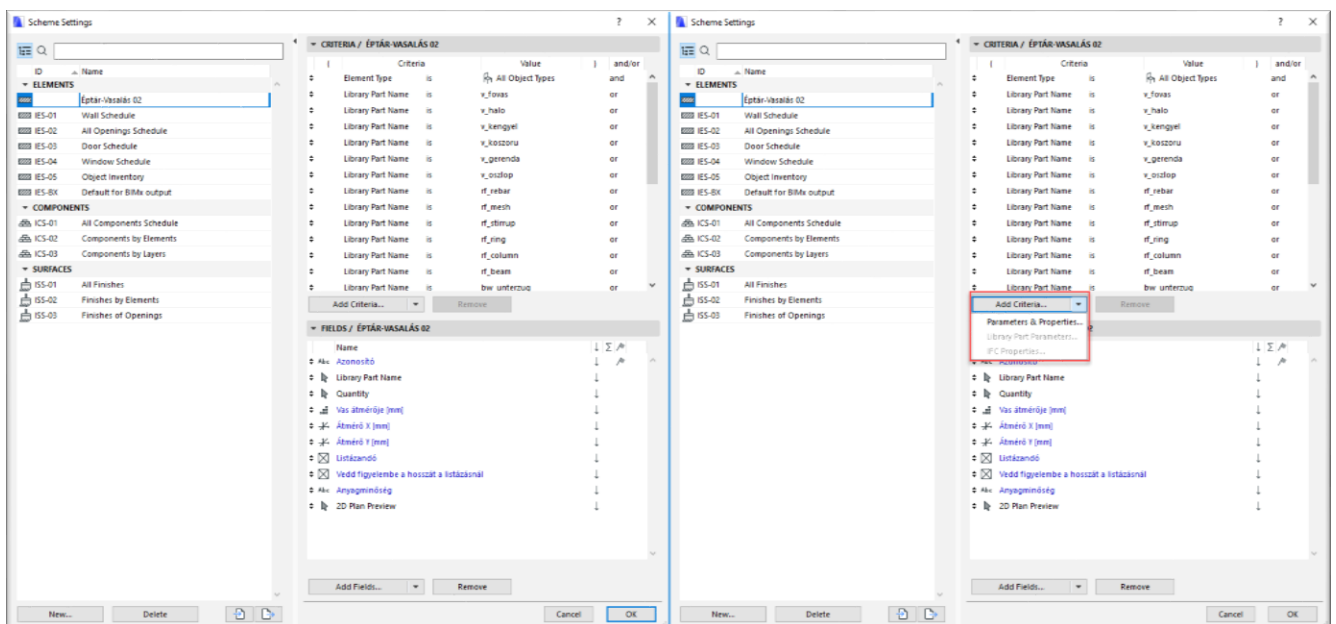 Scheme Settings
ID Name
ELEMENTS
Éptár-Vasalás 02
IES-01 Wall Schedule
IES-02 All Openings Schedule
IES-03 Door Schedule
IES-04 Window Schedule
IES-05 Object Inventory
IES-BX Default for BIMx output
COMPONENTS
ICS-01 All Components Schedule
ICS-02 Components by Elements
ICS-03 Components by Layers
SURFACES
ISS-01 All Finishes
ISS-02 Finishes by Elements
ISS-03 Finishes of Openings
New... Delete
CRITERIA / ÉPTÁR-VASALÁS 02
( Criteria Value ) and/or
Element Type is All Object Types and
Library Part Name is v_fovas or
Library Part Name is v_halo or
Library Part Name is v_kengyel or
Library Part Name is v_koszoru or
Library Part Name is v_gerenda or
Library Part Name is v_oszlop or
Library Part Name is rf_rebar or
Library Part Name is rf_mesh or
Library Part Name is rf_stirrup or
Library Part Name is rf_ring or
Library Part Name is rf_column or
Library Part Name is rf_beam or
Library Part Name is bw_unterzug or
Add Criteria... Remove
FIELDS / ÉPTÁR-VASALÁS 02
Name
Abc Azonosító
Library Part Name
Quantity
Vas átmérője [mm]
Átmérő X [mm]
Átmérő Y [mm]
Listázandó
Vedd figyelembe a hosszát a listázásnál
Abc Anyagminőség
2D Plan Preview
Add Fields... Remove
Cancel OK
Scheme Settings
ID Name
ELEMENTS
Éptár-Vasalás 02
IES-01 Wall Schedule
IES-02 All Openings Schedule
IES-03 Door Schedule
IES-04 Window Schedule
IES-05 Object Inventory
IES-BX Default for BIMx output
COMPONENTS
ICS-01 All Components Schedule
ICS-02 Components by Elements
ICS-03 Components by Layers
SURFACES
ISS-01 All Finishes
ISS-02 Finishes by Elements
ISS-03 Finishes of Openings
New... Delete
CRITERIA / ÉPTÁR-VASALÁS 02
( Criteria Value ) and/or
Element Type is All Object Types and
Library Part Name is v_fovas or
Library Part Name is v_halo or
Library Part Name is v_kengyel or
Library Part Name is v_koszoru or
Library Part Name is v_gerenda or
Library Part Name is v_oszlop or
Library Part Name is rf_rebar or
Library Part Name is rf_mesh or
Library Part Name is rf_stirrup or
Library Part Name is rf_ring or
Library Part Name is rf_column or
Library Part Name is rf_beam or
Library Part Name is bw_unterzug or
Add Criteria... Remove
Parameters & Properties...
Library Part Parameters...
IFC Properties...
Abc Azonosító
Library Part Name
Quantity
Vas átmérője [mm]
Átmérő X [mm]
Átmérő Y [mm]
Listázandó
Vedd figyelembe a hosszát a listázásnál
Abc Anyagminőség
2D Plan Preview
Add Fields... Remove
Cancel OK